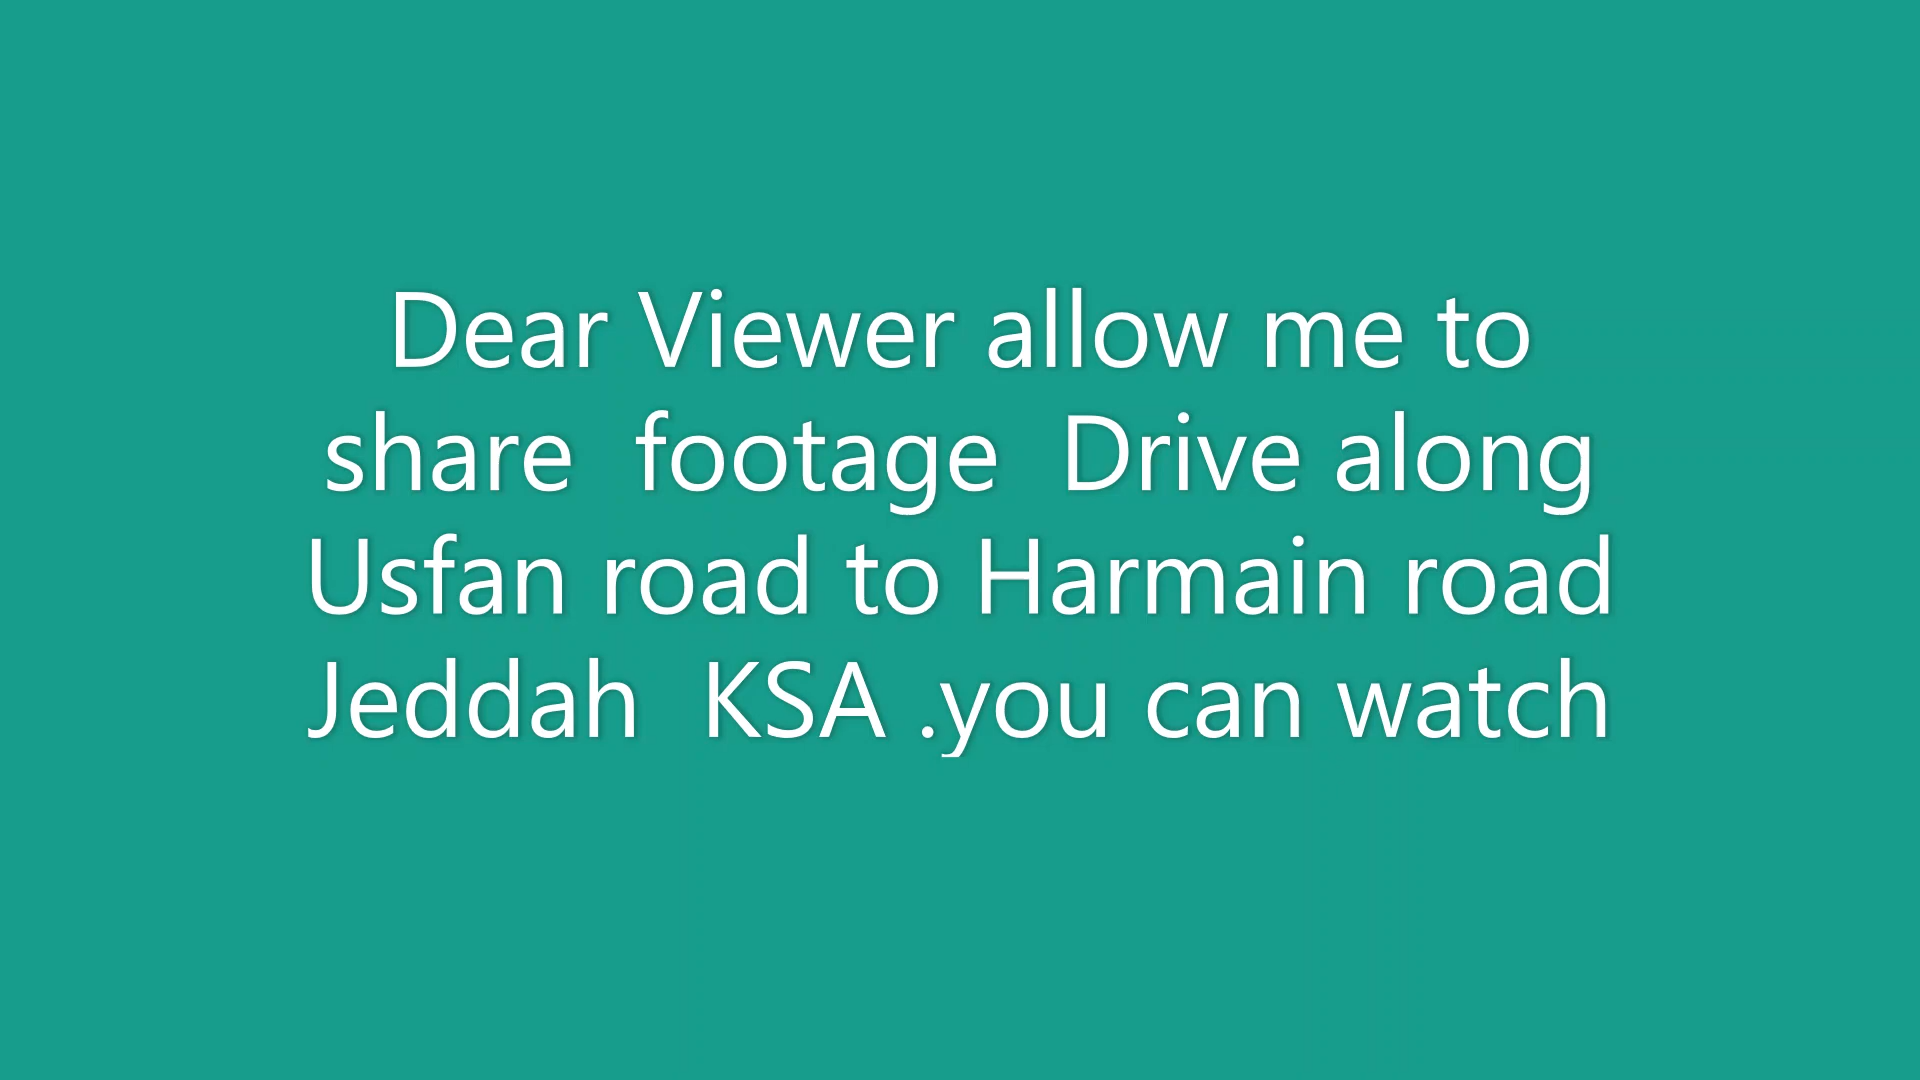 Dear Viewer allow me to
share  footage  Drive along
Usfan road to Harmain road
Jeddah  KSA .you can watch